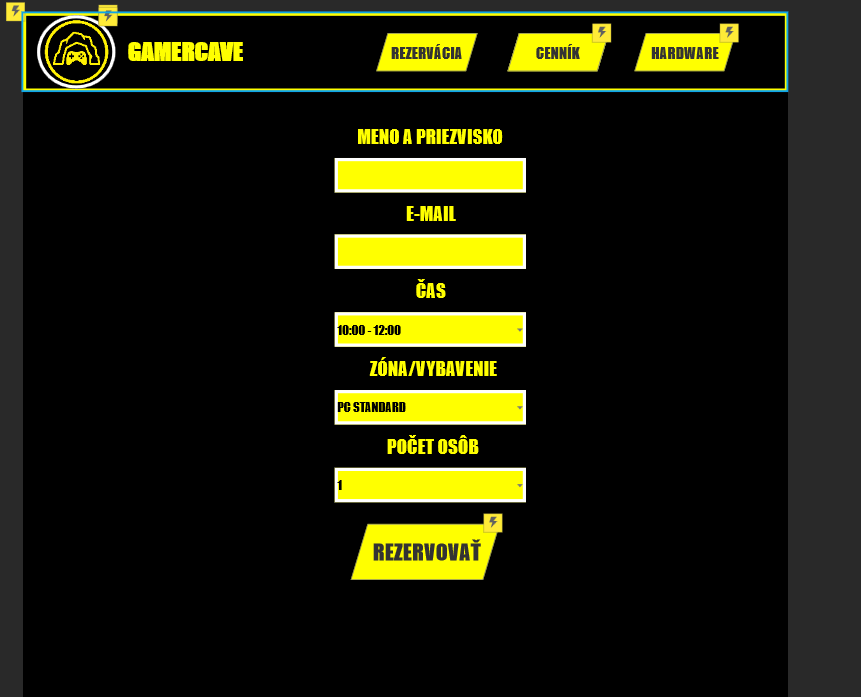 GAMERCAVE
REZERVÁCIA
CENNÍK
HARDWARE
MENO A PRIEZVISKO
E-MAIL
ČAS
10:00 - 12:00
ZÓNA/VYBAVENIE
PC STANDARD
POČET OSÔB
1
REZERVOVAŤ